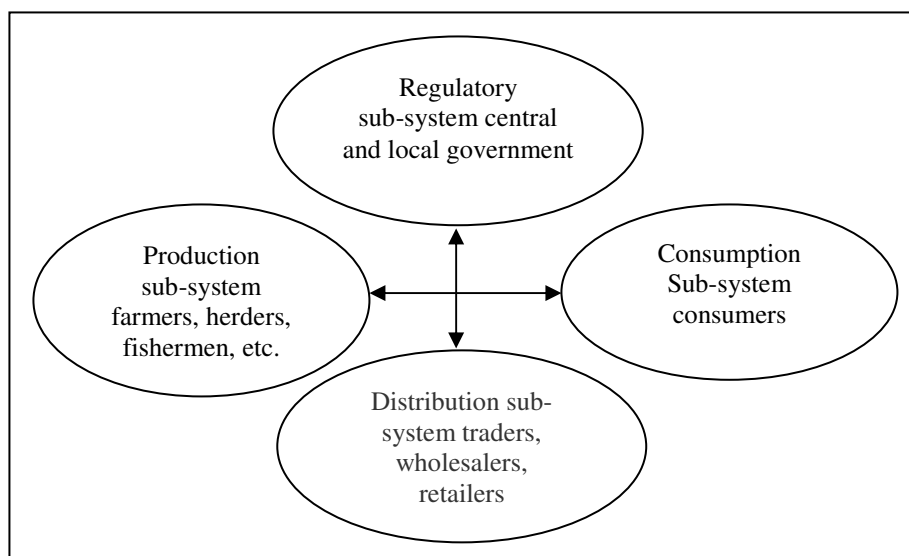 Regulatory
sub-system central
and local government
Production
sub-system
farmers, herders,
fishermen, etc.
Consumption
Sub-system
consumers
Distribution sub-
system traders,
wholesalers,
retailers